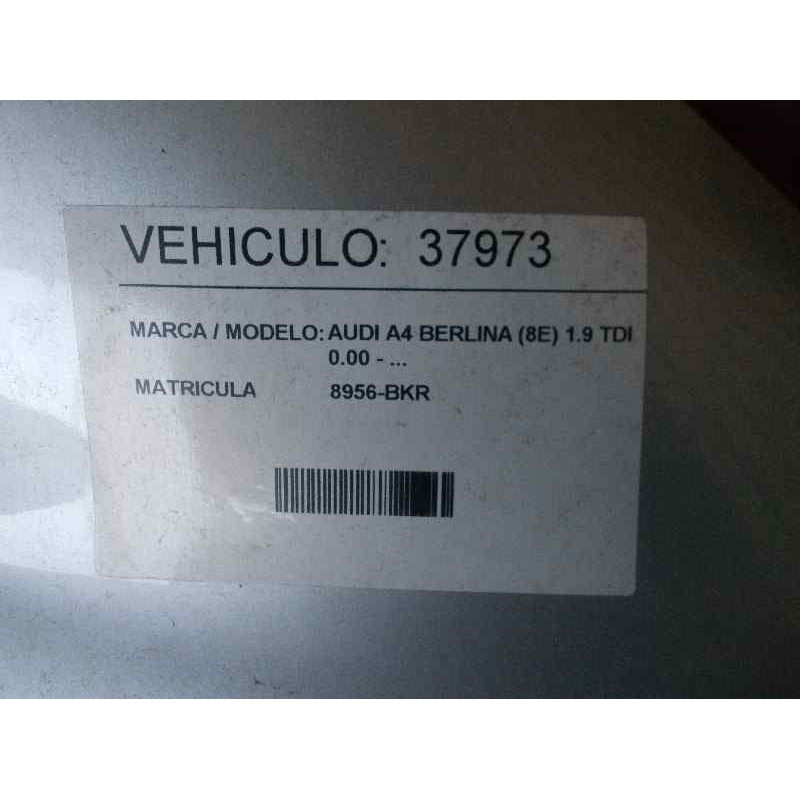 VEHICULO: 37973
MARCA / MODELO: AUDI A4 BERLINA (8E) 1.9 TDI
0.00 - ...
MATRICULA 8956-BKR